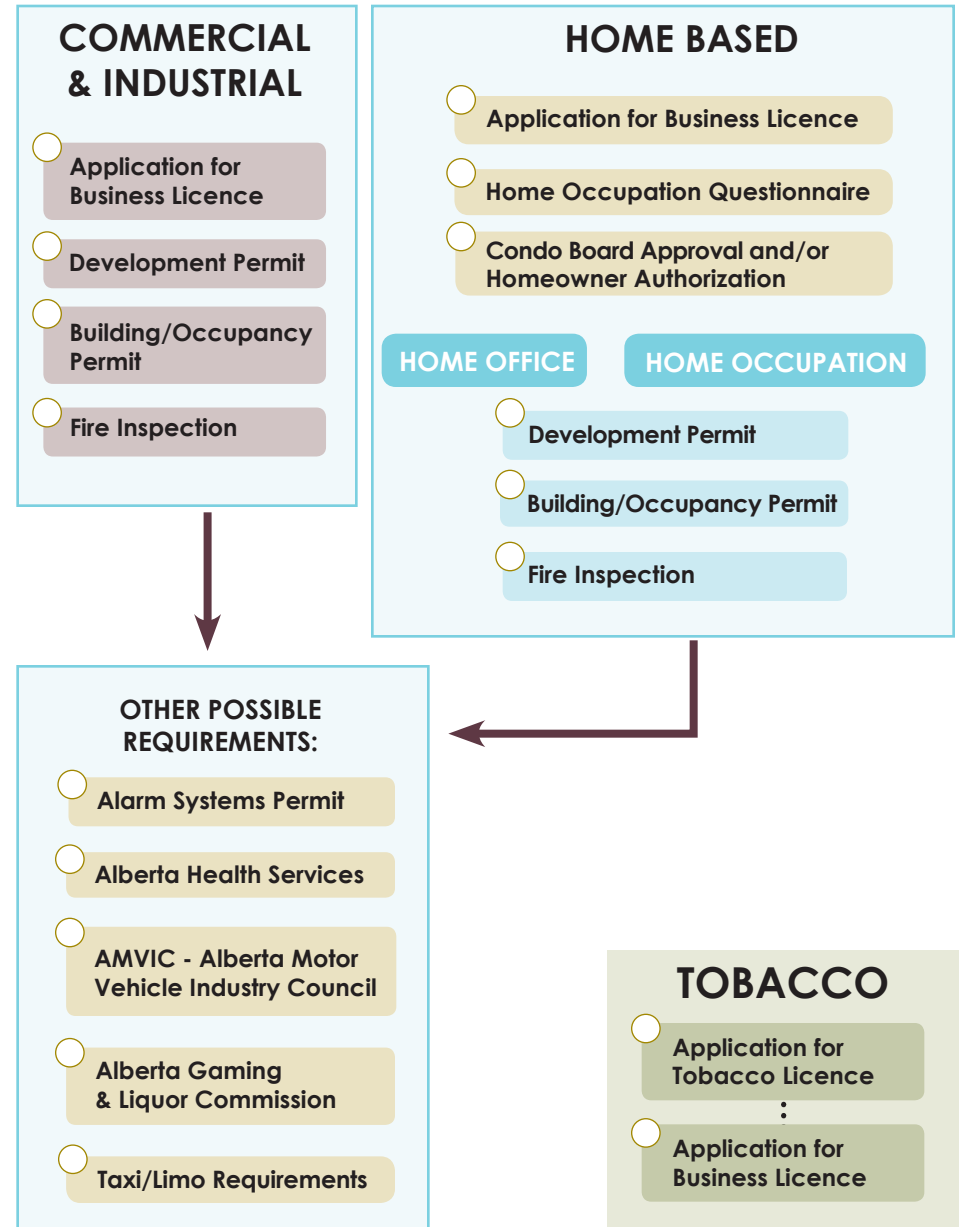 COMMERCIAL
& INDUSTRIAL
Application for
Business Licence
Development Permit
Building/Occupancy
Permit
Fire Inspection
HOME BASED
Application for Business Licence
Home Occupation Questionnaire
Condo Board Approval and/or
Homeowner Authorization
HOME OFFICE
HOME OCCUPATION
Development Permit
Building/Occupancy Permit
Fire Inspection
OTHER POSSIBLE
REQUIREMENTS:
Alarm Systems Permit
Alberta Health Services
AMVIC - Alberta Motor
Vehicle Industry Council
Alberta Gaming
& Liquor Commission
Taxi/Limo Requirements
TOBACCO
Application for
Tobacco Licence
Application for
Business Licence